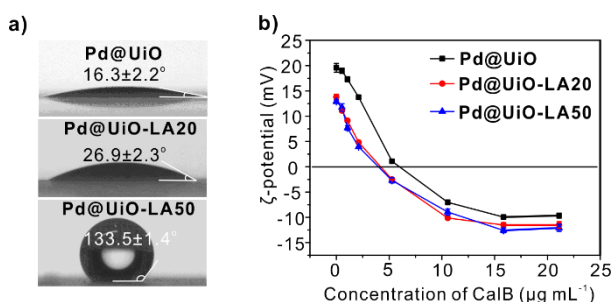 a)
Pd@UiO
16.3±2.2°
Pd@UiO-LA20
26.9±2.3°
Pd@UiO-LA50
133.5±1.4°
b)
ζ-potential (mV)
25
20
15
10
5
0
-5
-10
-15
Pd@UiO
Pd@UiO-LA20
Pd@UiO-LA50
0 5 10 15 20 25
Concentration of CalB (μg mL⁻¹)